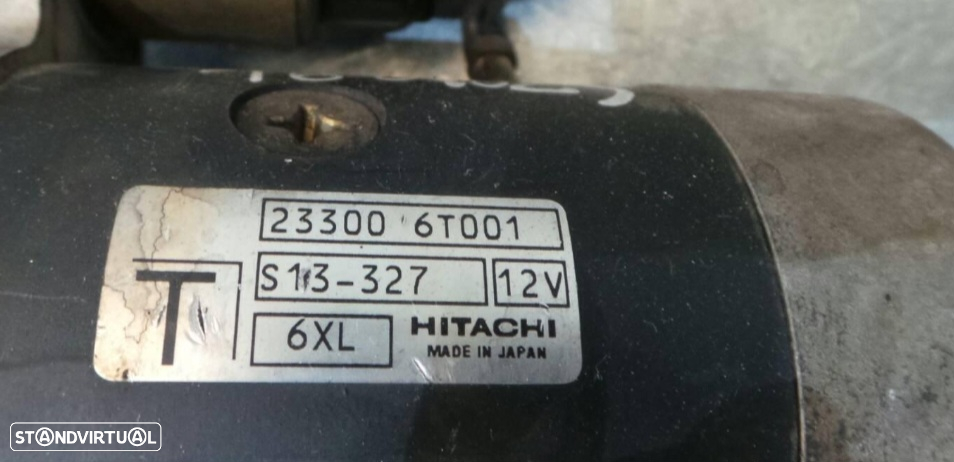 23300 6T001
T
S13-327
12V
6XL
HITACHI
MADE IN JAPAN
STANDVIRTUAL